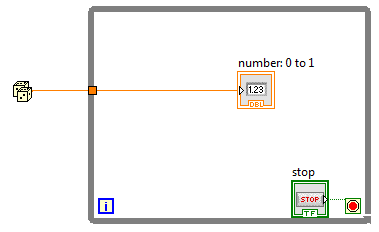 number: 0 to 1
1.23
DBL
stop
STOP
TF
i